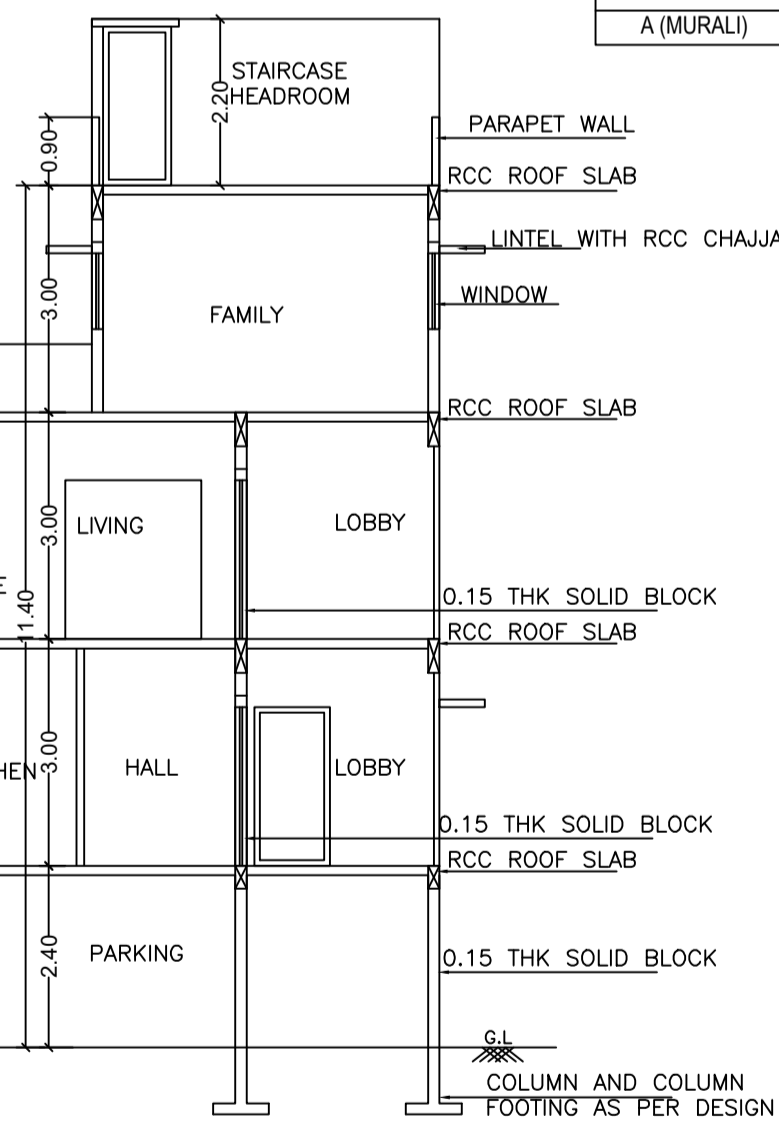 A (MURALI)
STAIRCASE
HEADROOM
2.20
0.90
PARAPET WALL
RCC ROOF SLAB
LINTEL WITH RCC CHAJJA
3.00
WINDOW
FAMILY
RCC ROOF SLAB
LIVING
3.00
LOBBY
11.40
0.15 THK SOLID BLOCK
RCC ROOF SLAB
HEN
3.00
HALL
LOBBY
0.15 THK SOLID BLOCK
RCC ROOF SLAB
2.40
PARKING
0.15 THK SOLID BLOCK
G.L
COLUMN AND COLUMN
FOOTING AS PER DESIGN